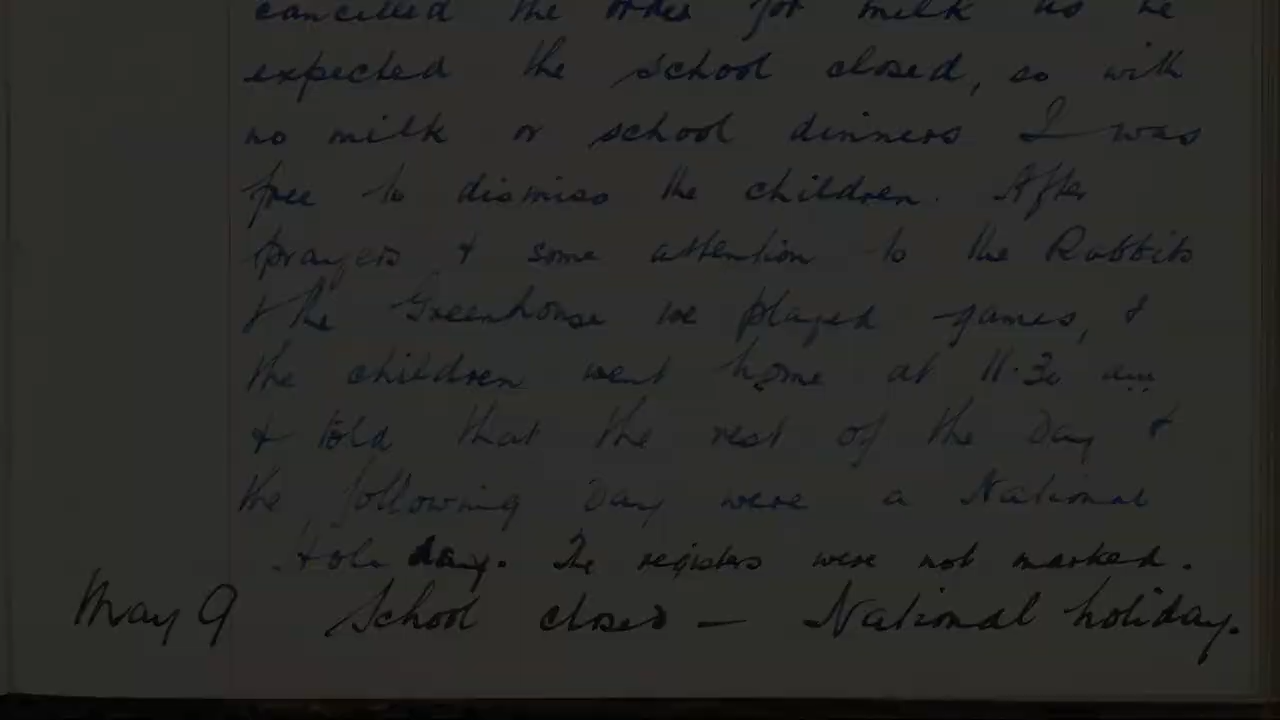 cancelled the order for milk as he
expected the school closed, so with
no milk or school dinners I was
free to dismiss the children. After
prayers & some attention to the Rabbits
& the Greenhouse we played games, &
the children went home at 11.30 am
& told that the rest of the Day &
the following Day were a National
Holiday. The registers were not marked.
May 9 School closed — National holiday.